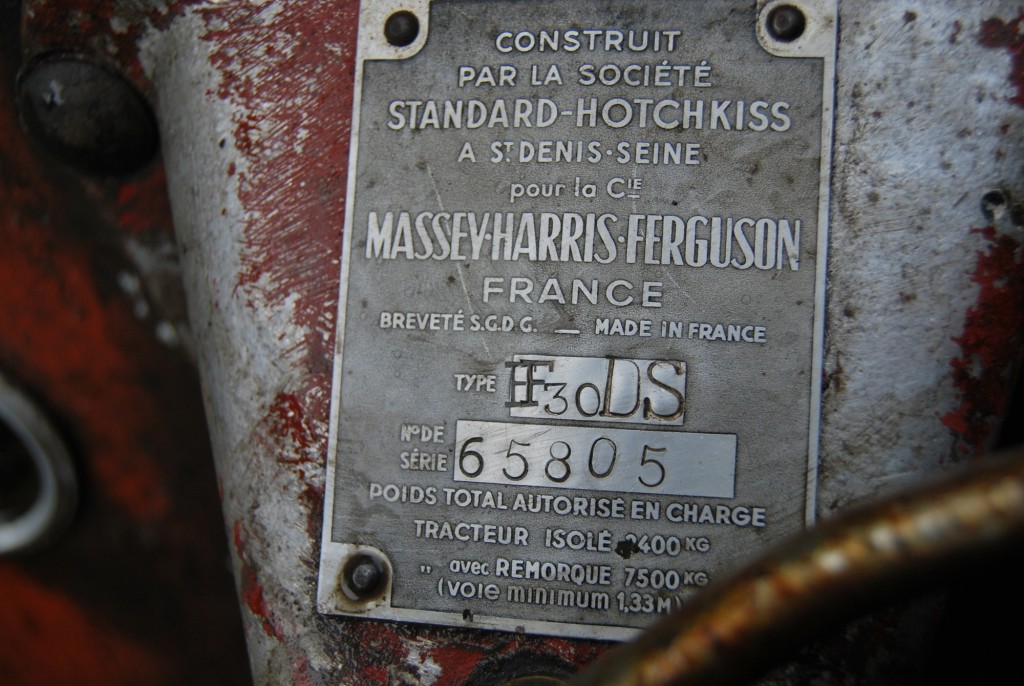 CONSTRUIT
PAR LA SOCIÉTÉ
STANDARD-HOTCHKISS
A ST DENIS·SEINE
pour la CIE
MASSEY·HARRIS·FERGUSON
FRANCE
BREVETÉ S.G.D.G. — MADE IN FRANCE
TYPE FF30DS
N° DE SÉRIE 65805
POIDS TOTAL AUTORISÉ EN CHARGE
TRACTEUR ISOLÉ 2400 KG
„ avec REMORQUE 7500 KG
(voie minimum 1,33 M)